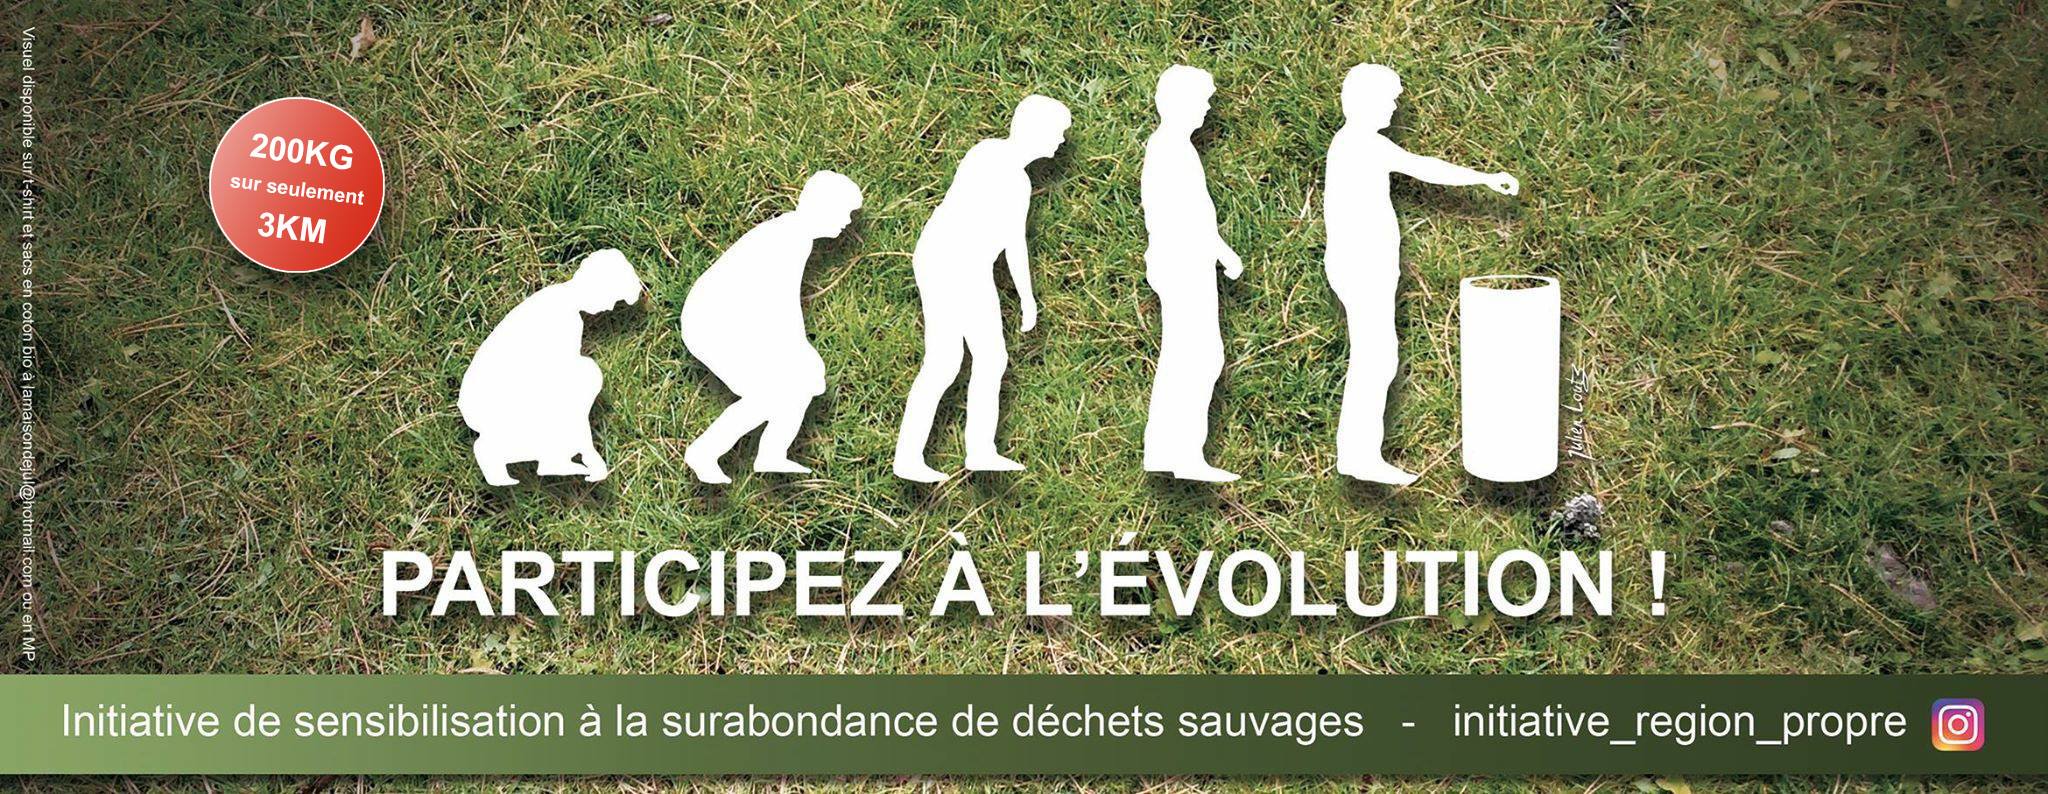 Visuel disponible sur t-shirt et sacs en coton bio à lamaisondejul@hotmail.com ou en MP
200KG
sur seulement
3KM
Julien Loutz
PARTICIPEZ À L'ÉVOLUTION !
Initiative de sensibilisation à la surabondance de déchets sauvages - initiative_region_propre